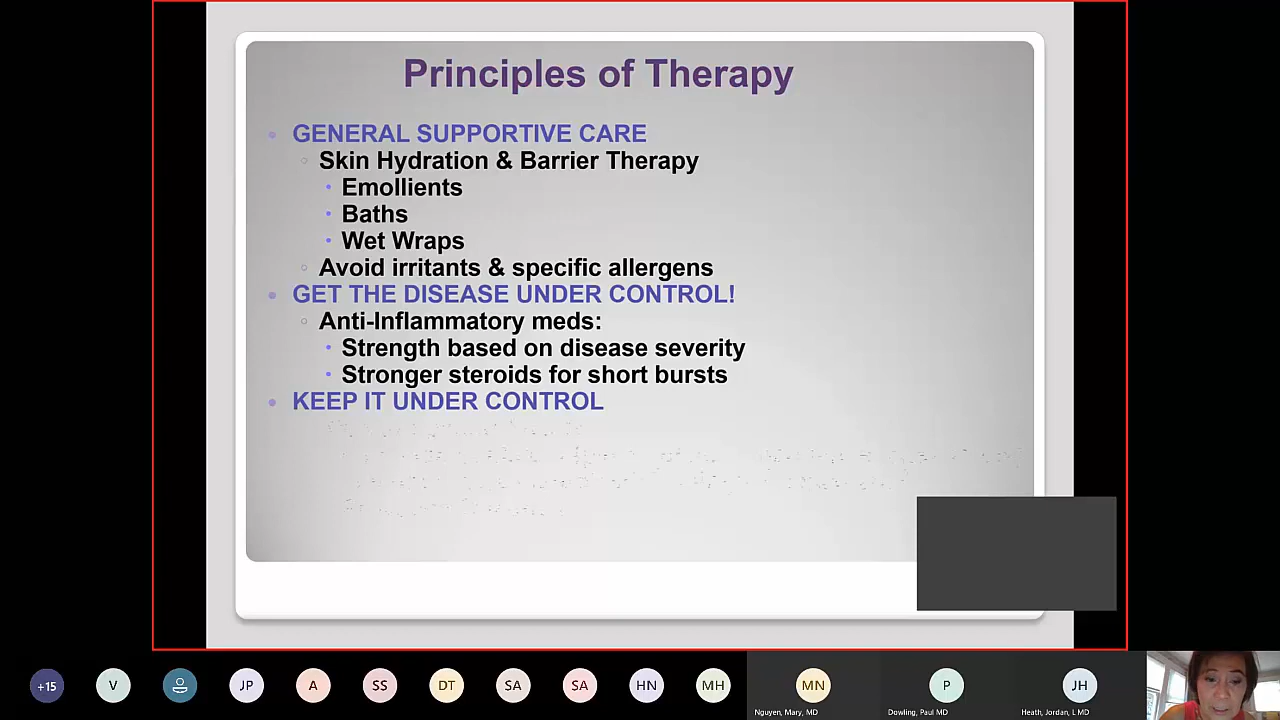 Principles of Therapy
GENERAL SUPPORTIVE CARE
Skin Hydration & Barrier Therapy
Emollients
Baths
Wet Wraps
Avoid irritants & specific allergens
GET THE DISEASE UNDER CONTROL!
Anti-Inflammatory meds:
Strength based on disease severity
Stronger steroids for short bursts
KEEP IT UNDER CONTROL
+15
V
JP
A
SS
DT
SA
SA
HN
MH
MN
P
JH
Nguyen, Mary, MD
Dowling, Paul MD
Heath, Jordan, L MD